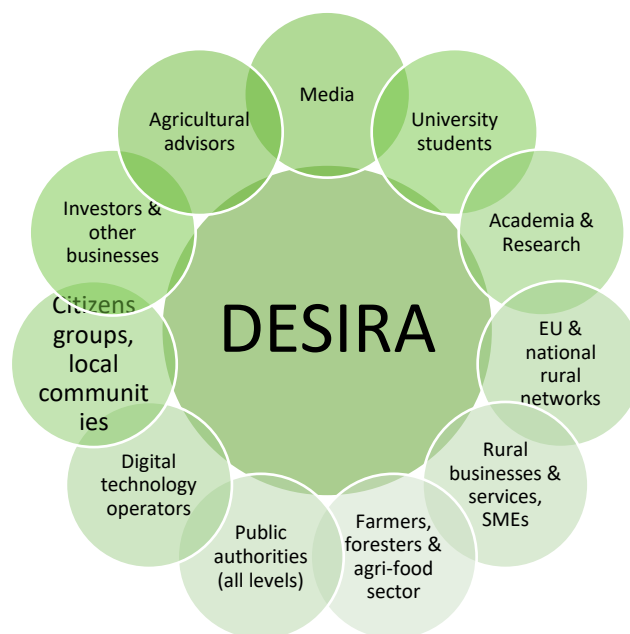 Media
University
students
Academia &
Research
EU &
national
rural
networks
Rural
businesses &
services,
SMEs
Farmers,
foresters &
agri-food
sector
Public
authorities
(all levels)
Digital
technology
operators
Citizens
groups,
local
communit
ies
Investors &
other
businesses
Agricultural
advisors
DESIRA